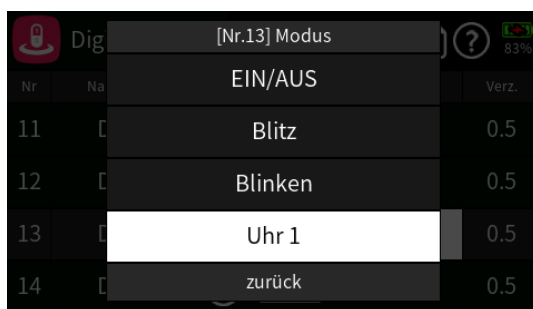 Dig
[Nr.13] Modus
?
83%
Nr
Na
EIN/AUS
Verz.
11
D
Blitz
0.5
12
D
Blinken
0.5
13
D
Uhr 1
0.5
14
D
zurück
0.5